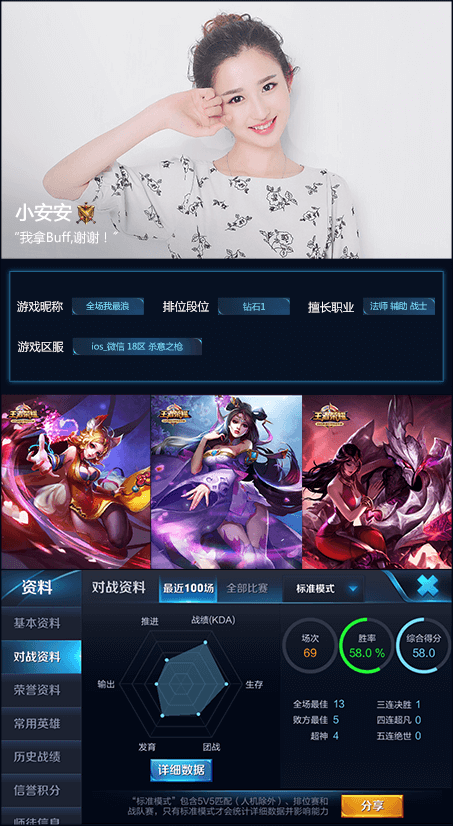 小安安
“我拿Buff,谢谢！”
游戏昵称 全场我最浪 排位段位 钻石1 擅长职业 法师 辅助 战士
游戏区服 ios_微信 18区 杀意之枪
王者荣耀 王者荣耀
资料 对战资料 最近100场 全部比赛 标准模式
基本资料
对战资料
荣誉资料
常用英雄
历史战绩
信誉积分
师徒信息
推进 战绩(KDA)
输出 生存
发育 团战
详细数据
场次 胜率 综合得分
69 58.0 % 58.0
全场最佳 13 三连决胜 1
败方最佳 5 四连超凡 0
超神 4 五连绝世 0
“标准模式”包含5V5匹配（人机除外）、排位赛和
战队赛，只有标准模式才会统计详细数据并影响能力
分享